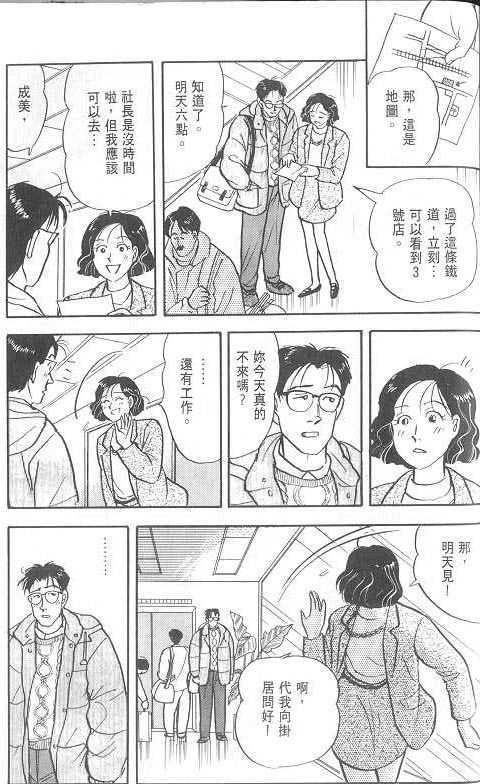 那，這是
地圖。
過了這條鐵
道，立刻…
可以看到3
號店。
知道了。
明天六點。
社長是沒時間
啦，但我應該
可以去…
成美，
妳今天真的
不來嗎？
……
還有工作。
那，
明天見！
啊，
代我向掛
居問好！
………